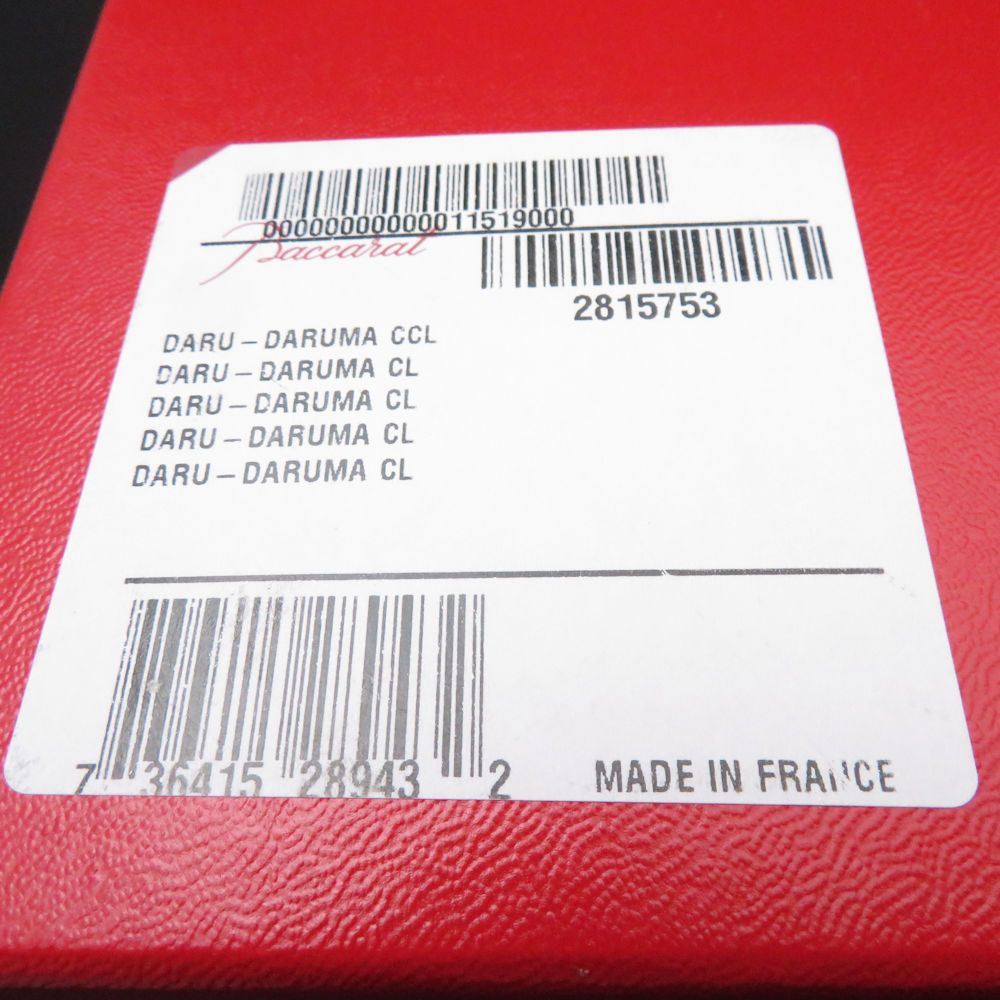 00000000000011519000
Baccarat
2815753
DARU – DARUMA CCL
DARU – DARUMA CL
DARU – DARUMA CL
DARU – DARUMA CL
DARU – DARUMA CL
7 36415 28943 2
MADE IN FRANCE